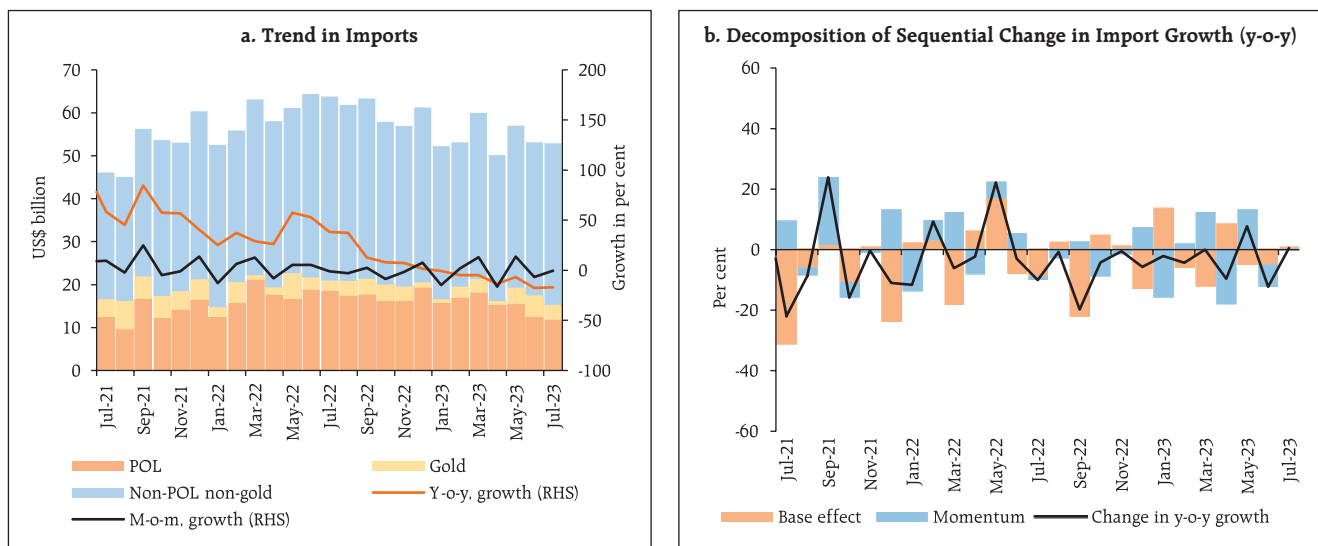 a. Trend in Imports
70
60
50
40
30
20
10
0
US$ billion
200
150
100
50
0
-50
-100
Growth in per cent
Jul-21
Sep-21
Nov-21
Jan-22
Mar-22
May-22
Jul-22
Sep-22
Nov-22
Jan-23
Mar-23
May-23
Jul-23
POL
Gold
Non-POL non-gold
Y-o-y, growth (RHS)
M-o-m, growth (RHS)
b. Decomposition of Sequential Change in Import Growth (y-o-y)
60
40
20
0
-20
-40
-60
Per cent
Jul-21
Sep-21
Nov-21
Jan-22
Mar-22
May-22
Jul-22
Sep-22
Nov-22
Jan-23
Mar-23
May-23
Jul-23
Base effect
Momentum
Change in y-o-y growth